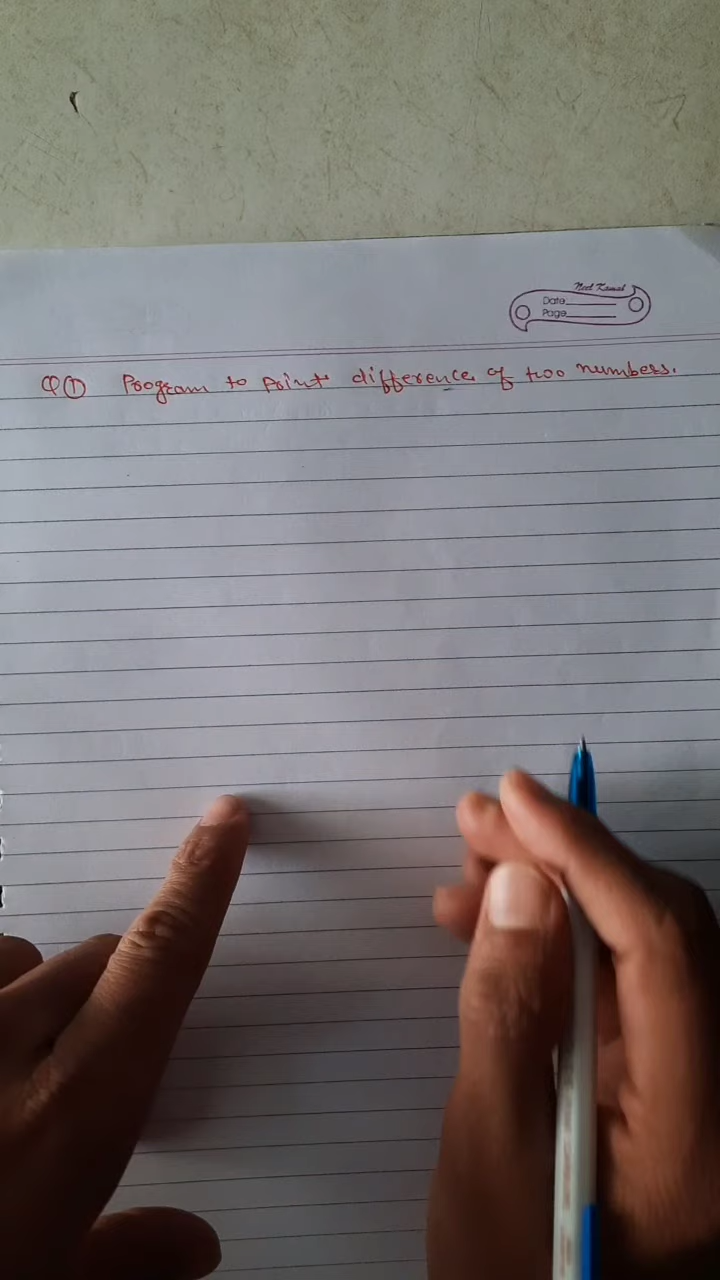 Neel Kamal
Date
Page
Q① Program to print difference of two numbers.